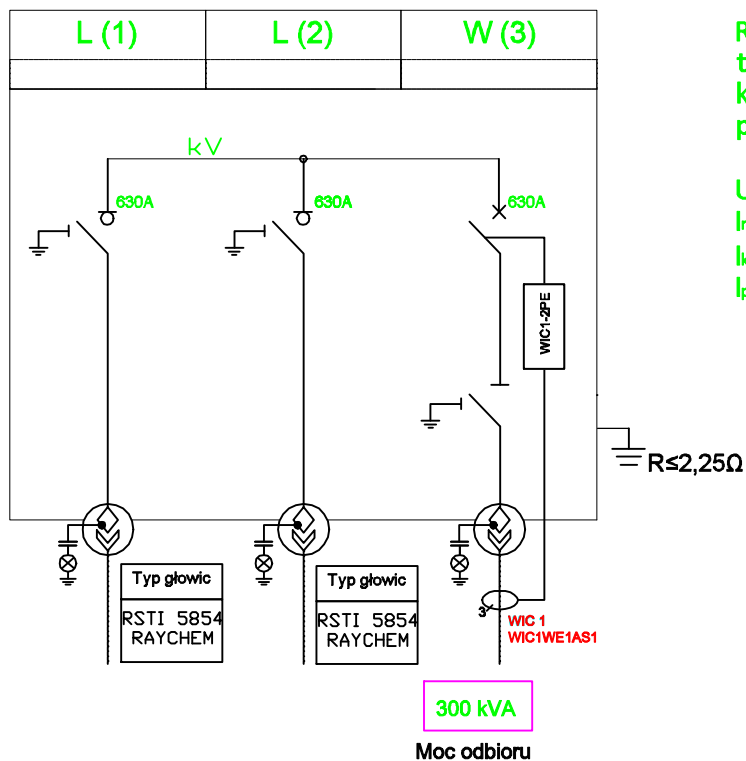 L (1)
L (2)
W (3)
kV
630A
630A
630A
WIC1-2PE
R≤2,25Ω
Typ głowic
RSTI 5854
RAYCHEM
Typ głowic
RSTI 5854
RAYCHEM
3
WIC 1
WIC1WE1AS1
300 kVA
Moc odbioru